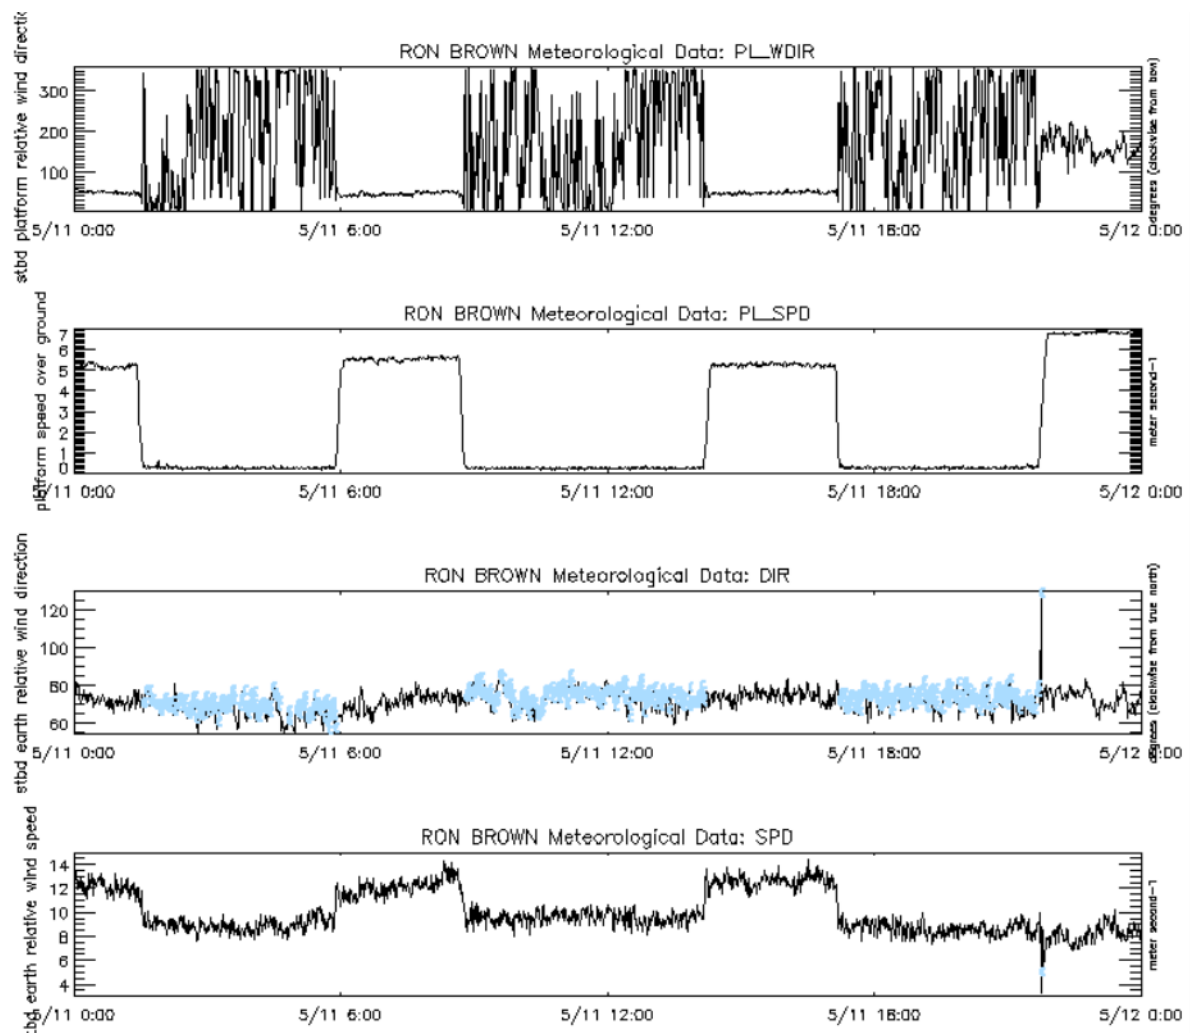 RON BROWN Meteorological Data: PL_WDIR
stbd platform relative wind directi
300
200
100
degrees (clockwise from bow)
5/11 0:00 5/11 6:00 5/11 12:00 5/11 18:00 5/12 0:00
RON BROWN Meteorological Data: PL_SPD
platform speed over ground
7
6
5
4
3
2
1
0
meter second-1
5/11 0:00 5/11 6:00 5/11 12:00 5/11 18:00 5/12 0:00
RON BROWN Meteorological Data: DIR
stbd earth relative wind direction
120
100
80
60
degrees (clockwise from true north)
5/11 0:00 5/11 6:00 5/11 12:00 5/11 18:00 5/12 0:00
RON BROWN Meteorological Data: SPD
stbd earth relative wind speed
14
12
10
8
6
4
meter second-1
5/11 0:00 5/11 6:00 5/11 12:00 5/11 18:00 5/12 0:00